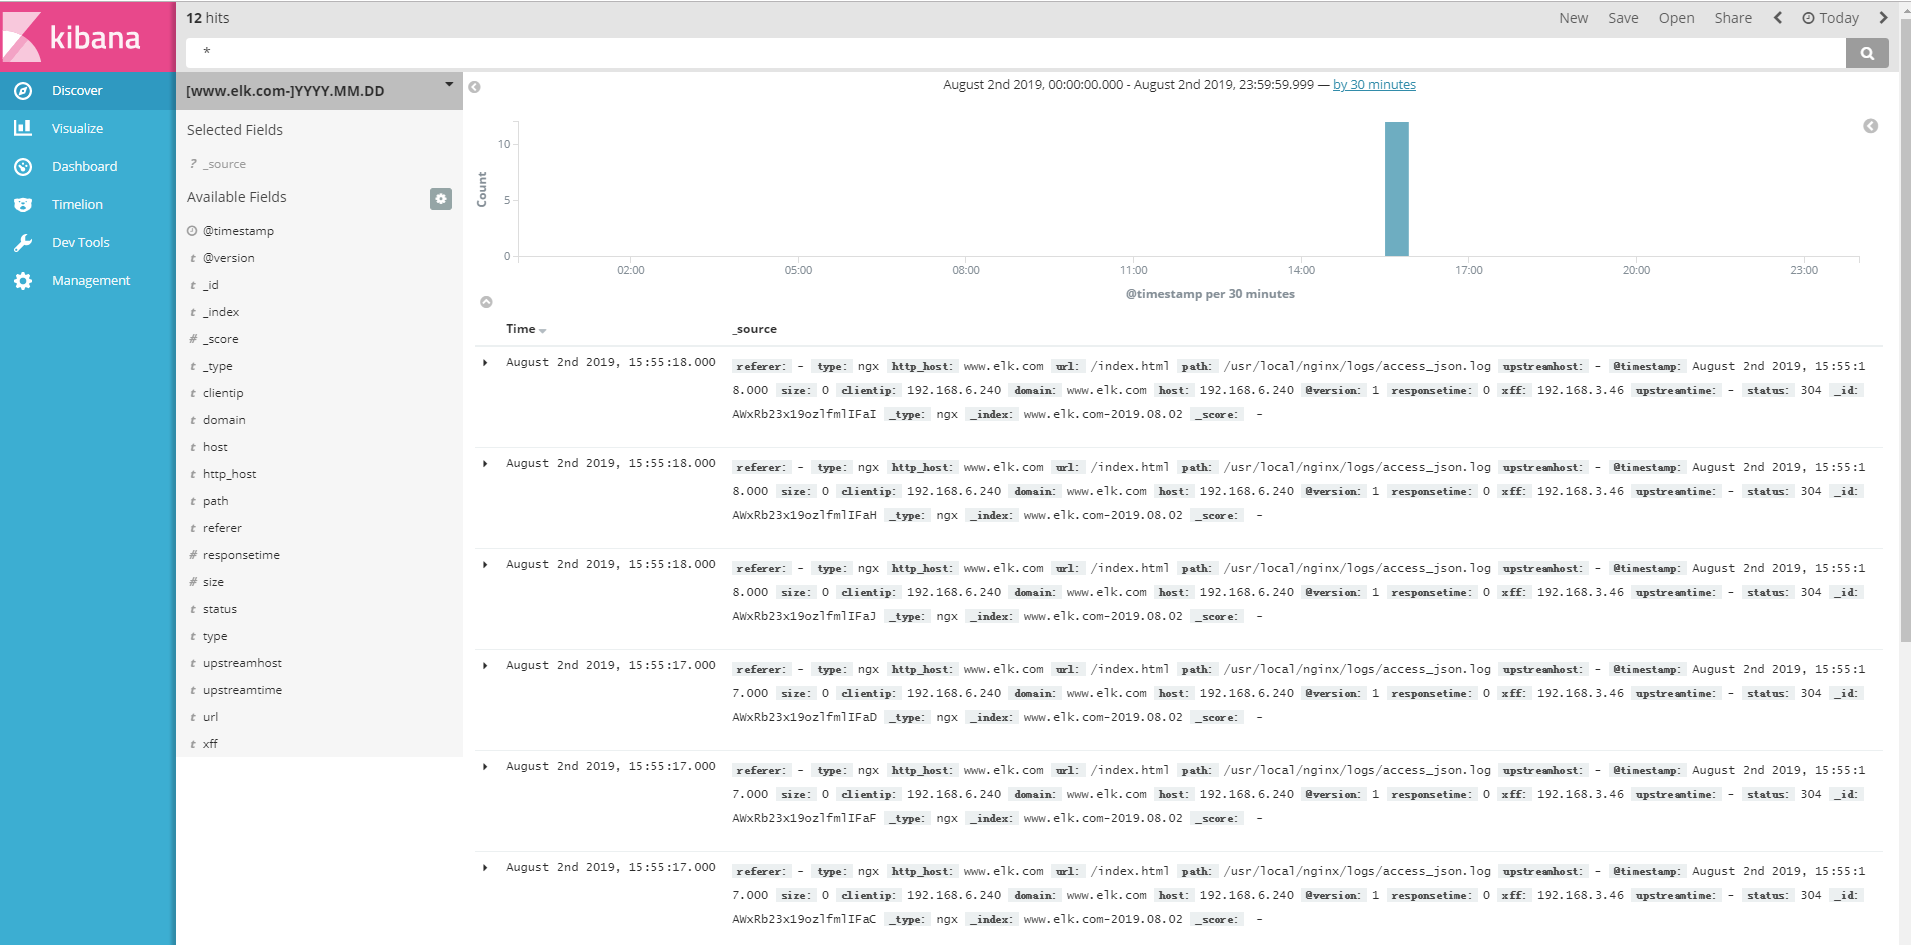 kibana
Discover
Visualize
Dashboard
Timelion
Dev Tools
Management
12 hits
New Save Open Share Today
*
[www.elk.com-]YYYY.MM.DD
Selected Fields
? _source
Available Fields
@timestamp
t @version
t _id
t _index
# _score
t _type
t clientip
t domain
t host
t http_host
t path
t referer
# responsetime
# size
t status
t type
t upstreamhost
t upstreamtime
t url
t xff
August 2nd 2019, 00:00:00.000 - August 2nd 2019, 23:59:59.999 — by 30 minutes
Count
10
5
0
02:00 05:00 08:00 11:00 14:00 17:00 20:00 23:00
@timestamp per 30 minutes
Time _source
August 2nd 2019, 15:55:18.000 referer: - type: ngx http_host: www.elk.com url: /index.html path: /usr/local/nginx/logs/access_json.log upstreamhost: - @timestamp: August 2nd 2019, 15:55:1
8.000 size: 0 clientip: 192.168.6.240 domain: www.elk.com host: 192.168.6.240 @version: 1 responsetime: 0 xff: 192.168.3.46 upstreamtime: - status: 304 _id:
AWxRb23x19ozlfmlIFaI _type: ngx _index: www.elk.com-2019.08.02 _score: -
August 2nd 2019, 15:55:18.000 referer: - type: ngx http_host: www.elk.com url: /index.html path: /usr/local/nginx/logs/access_json.log upstreamhost: - @timestamp: August 2nd 2019, 15:55:1
8.000 size: 0 clientip: 192.168.6.240 domain: www.elk.com host: 192.168.6.240 @version: 1 responsetime: 0 xff: 192.168.3.46 upstreamtime: - status: 304 _id:
AWxRb23x19ozlfmlIFaH _type: ngx _index: www.elk.com-2019.08.02 _score: -
August 2nd 2019, 15:55:18.000 referer: - type: ngx http_host: www.elk.com url: /index.html path: /usr/local/nginx/logs/access_json.log upstreamhost: - @timestamp: August 2nd 2019, 15:55:1
8.000 size: 0 clientip: 192.168.6.240 domain: www.elk.com host: 192.168.6.240 @version: 1 responsetime: 0 xff: 192.168.3.46 upstreamtime: - status: 304 _id:
AWxRb23x19ozlfmlIFaJ _type: ngx _index: www.elk.com-2019.08.02 _score: -
August 2nd 2019, 15:55:17.000 referer: - type: ngx http_host: www.elk.com url: /index.html path: /usr/local/nginx/logs/access_json.log upstreamhost: - @timestamp: August 2nd 2019, 15:55:1
7.000 size: 0 clientip: 192.168.6.240 domain: www.elk.com host: 192.168.6.240 @version: 1 responsetime: 0 xff: 192.168.3.46 upstreamtime: - status: 304 _id:
AWxRb23x19ozlfmlIFaD _type: ngx _index: www.elk.com-2019.08.02 _score: -
August 2nd 2019, 15:55:17.000 referer: - type: ngx http_host: www.elk.com url: /index.html path: /usr/local/nginx/logs/access_json.log upstreamhost: - @timestamp: August 2nd 2019, 15:55:1
7.000 size: 0 clientip: 192.168.6.240 domain: www.elk.com host: 192.168.6.240 @version: 1 responsetime: 0 xff: 192.168.3.46 upstreamtime: - status: 304 _id:
AWxRb23x19ozlfmlIFaF _type: ngx _index: www.elk.com-2019.08.02 _score: -
August 2nd 2019, 15:55:17.000 referer: - type: ngx http_host: www.elk.com url: /index.html path: /usr/local/nginx/logs/access_json.log upstreamhost: - @timestamp: August 2nd 2019, 15:55:1
7.000 size: 0 clientip: 192.168.6.240 domain: www.elk.com host: 192.168.6.240 @version: 1 responsetime: 0 xff: 192.168.3.46 upstreamtime: - status: 304 _id:
AWxRb23x19ozlfmlIFaC _type: ngx _index: www.elk.com-2019.08.02 _score: -